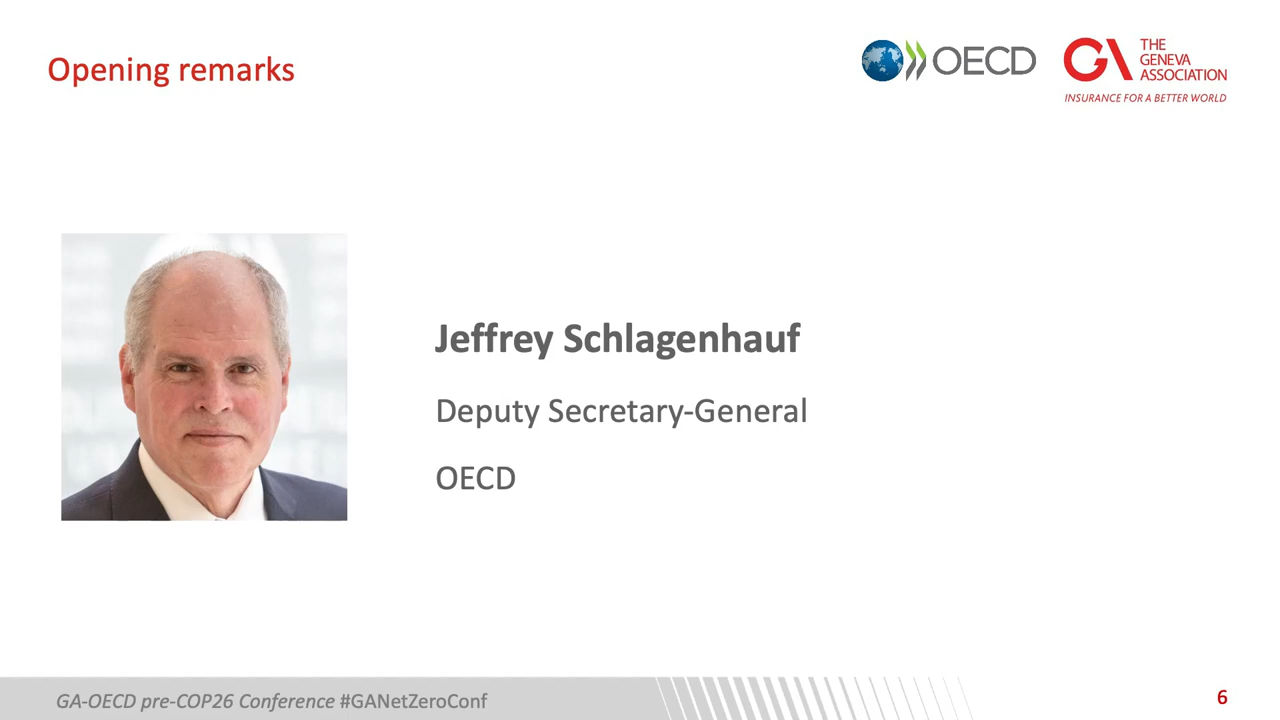 Opening remarks
OECD
GA THE
GENEVA
ASSOCIATION
INSURANCE FOR A BETTER WORLD
Jeffrey Schlagenhauf
Deputy Secretary-General
OECD
GA-OECD pre-COP26 Conference #GANetZeroConf
6